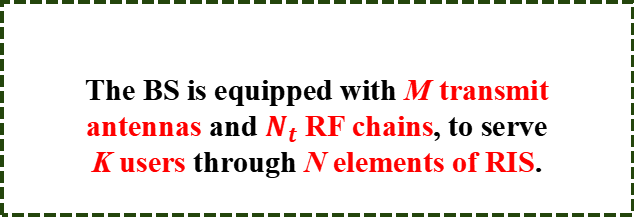 The BS is equipped with M transmit
antennas and Nₜ RF chains, to serve
K users through N elements of RIS.